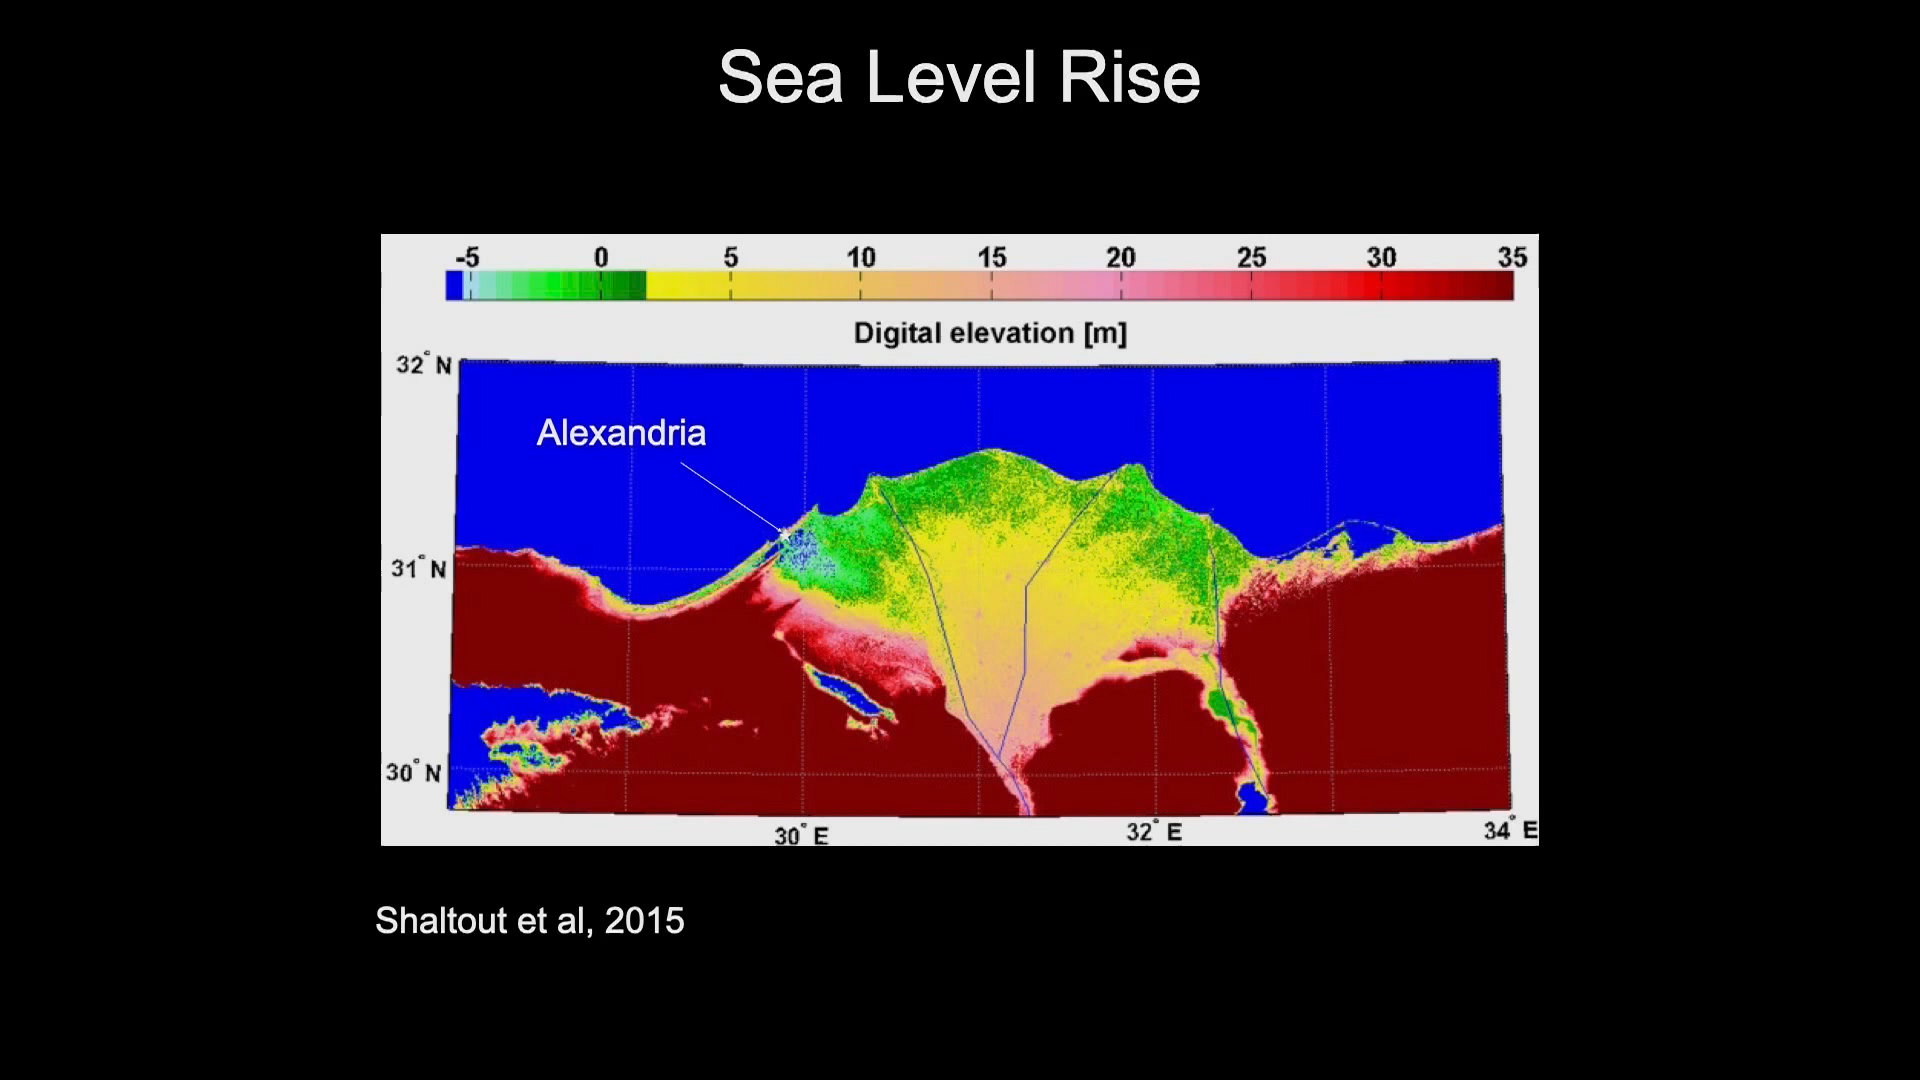 Sea Level Rise
-5 0 5 10 15 20 25 30 35
Digital elevation [m]
32° N
Alexandria
31° N
30° N
30° E 32° E 34° E
Shaltout et al, 2015